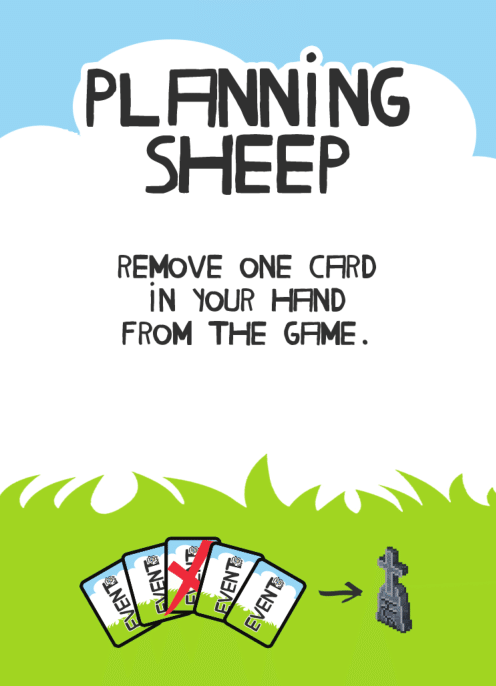 PLANNING
SHEEP
REMOVE ONE CARD
IN YOUR HAND
FROM THE GAME.
EVENT
EVENT
EVENT
EVENT
EVENT